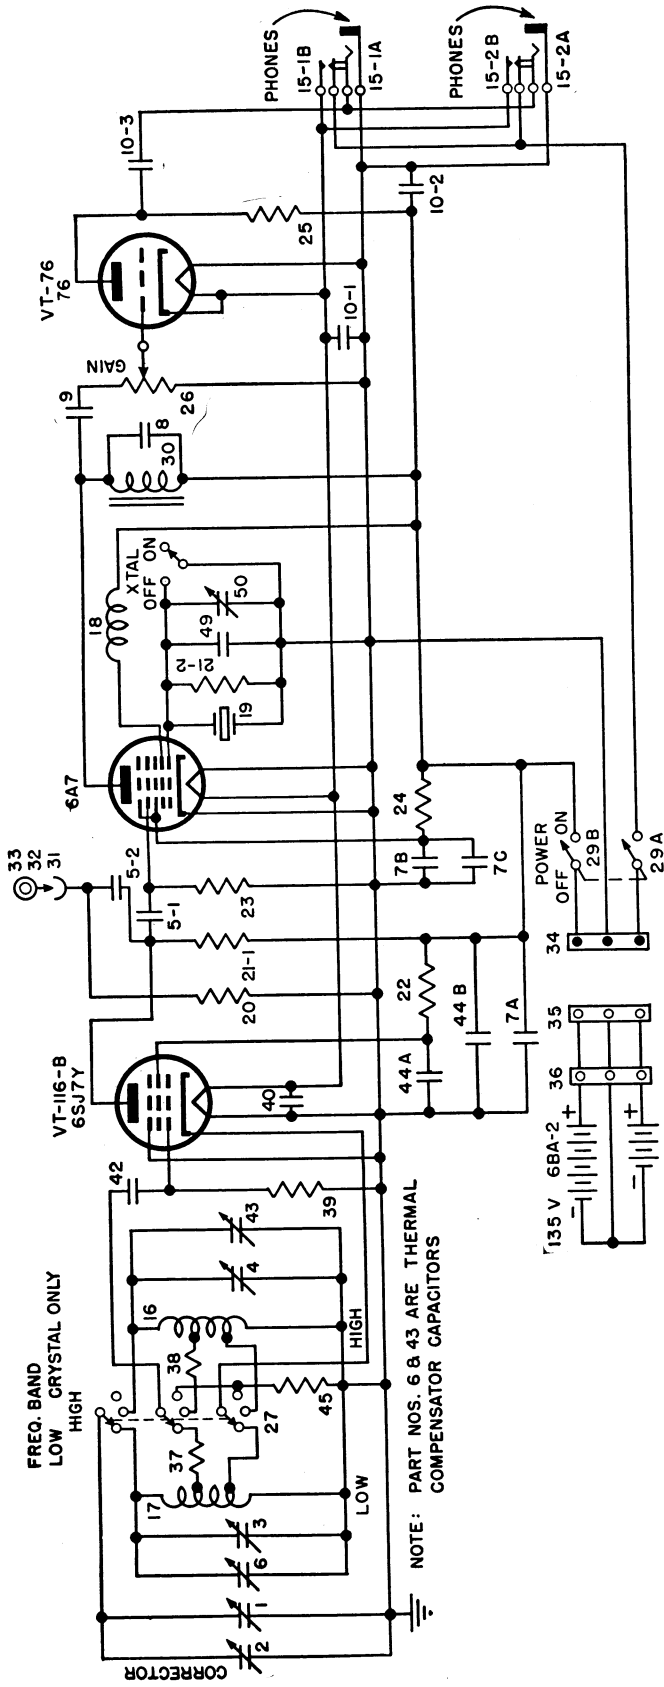 PHONES
15-1B
15-1A
PHONES
15-2B
15-2A
10-3
10-2
VT-76
76
25
10-1
GAIN
9
26
8
30
18
XTAL
OFF ON
50
49
21-2
19
6A7
24
7B
7C
POWER
OFF ON
29B
29A
33
32
31
5-2
5-1
23
21-1
20
22
44B
44A
7A
34
35
36
VT-116-B
6SJ7Y
40
135 V 6BA-2
+
-
+
-
42
39
43
4
16
38
HIGH
45
27
37
17
LOW
3
6
1
2
CORRECTOR
FREQ. BAND
LOW CRYSTAL ONLY
HIGH
NOTE: PART NOS. 6 & 43 ARE THERMAL
COMPENSATOR CAPACITORS